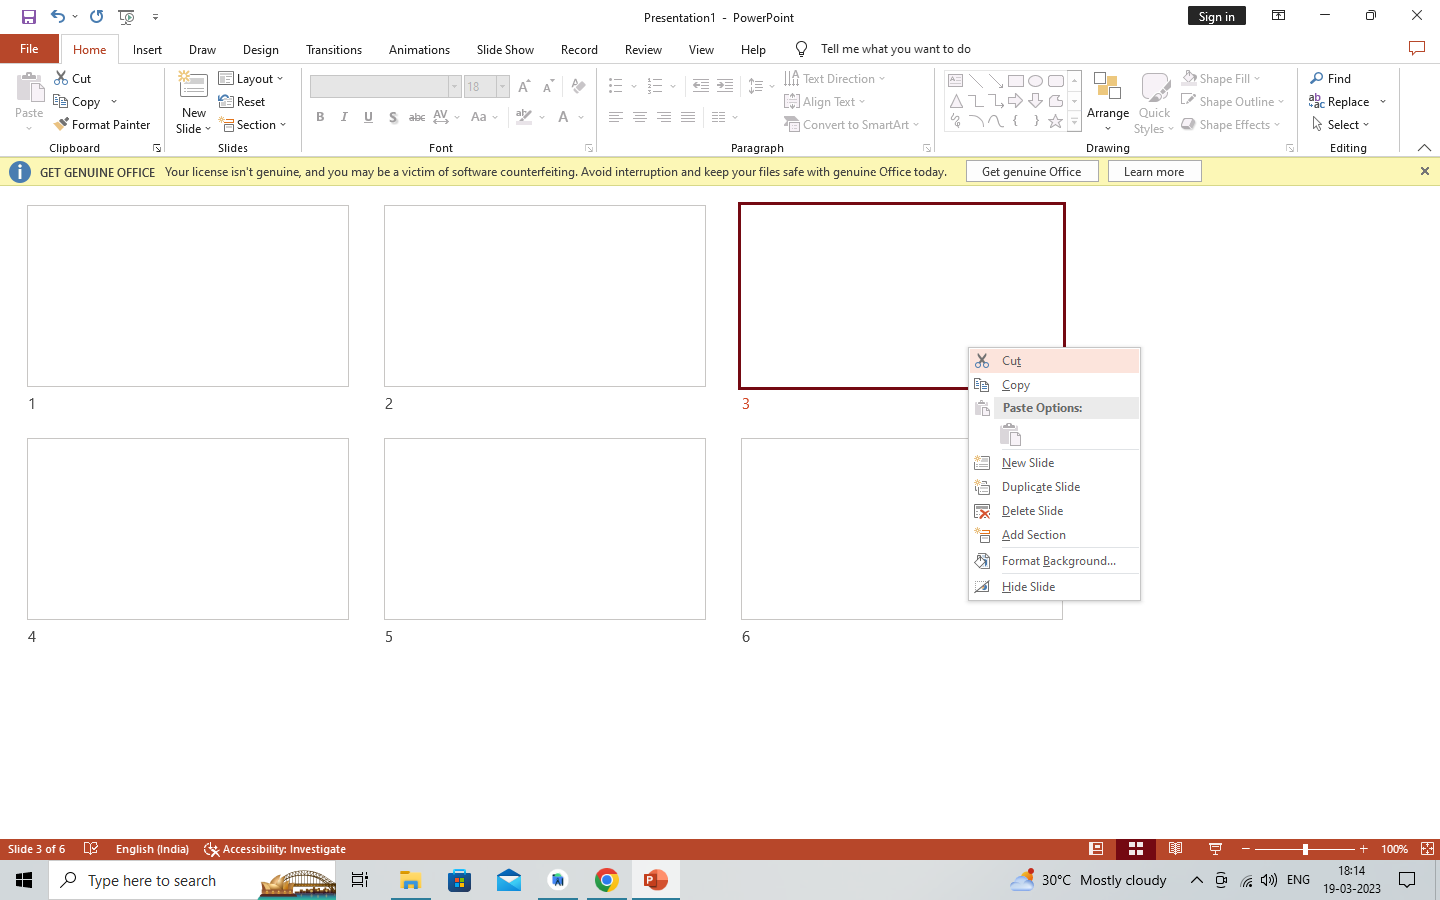 Presentation1 - PowerPoint
Sign in
File Home Insert Draw Design Transitions Animations Slide Show Record Review View Help Tell me what you want to do
Paste
Cut
Copy
Format Painter
Clipboard
New
Slide
Layout
Reset
Section
Slides
18
B I U S abc AV Aa A
Font
Text Direction
Align Text
Convert to SmartArt
Paragraph
Arrange
Quick
Styles
Shape Fill
Shape Outline
Shape Effects
Drawing
Find
Replace
Select
Editing
GET GENUINE OFFICE Your license isn't genuine, and you may be a victim of software counterfeiting. Avoid interruption and keep your files safe with genuine Office today. Get genuine Office Learn more
1
2
3
4
5
6
Cut
Copy
Paste Options:
New Slide
Duplicate Slide
Delete Slide
Add Section
Format Background...
Hide Slide
Slide 3 of 6 English (India) Accessibility: Investigate 100%
Type here to search
30°C Mostly cloudy
ENG
18:14
19-03-2023